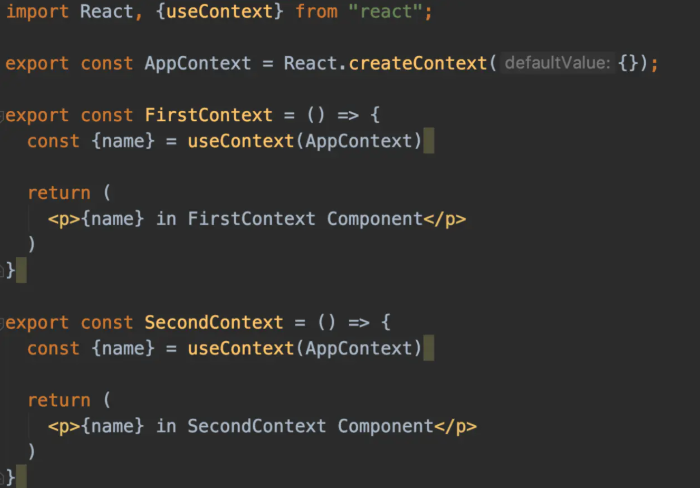 import React, {useContext} from "react";
export const AppContext = React.createContext( defaultValue: {});
export const FirstContext = () => {
const {name} = useContext(AppContext)
return (
<p>{name} in FirstContext Component</p>
)
}
export const SecondContext = () => {
const {name} = useContext(AppContext)
return (
<p>{name} in SecondContext Component</p>
)
}